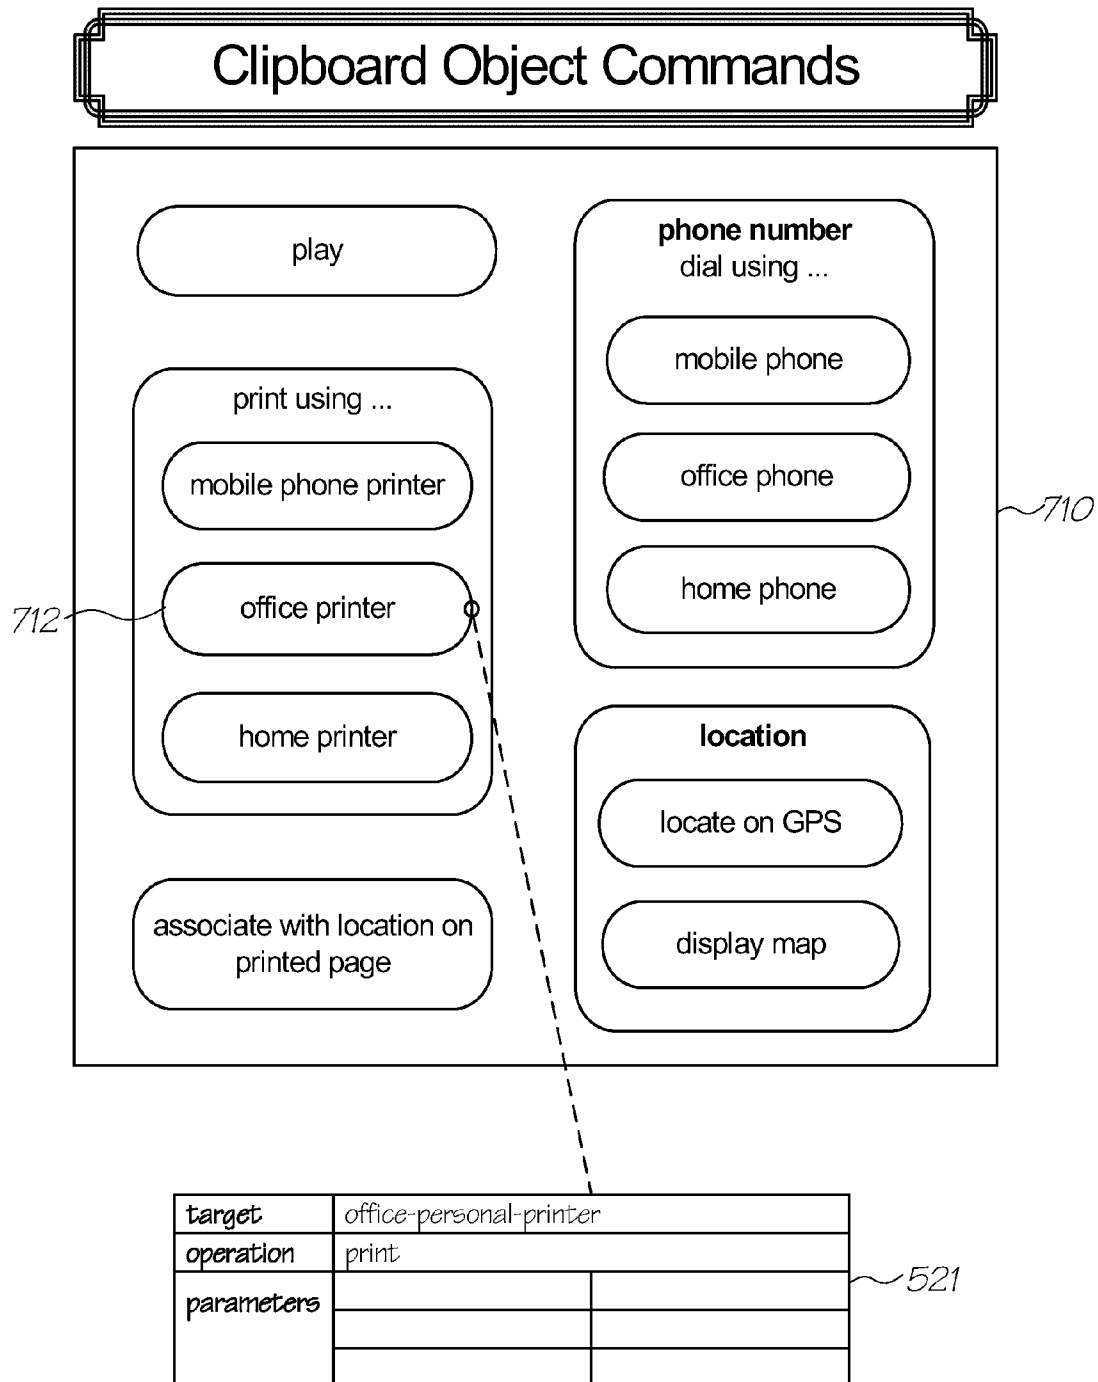 Clipboard Object Commands
play
print using ...
mobile phone printer
office printer
home printer
associate with location on
printed page
phone number
dial using ...
mobile phone
office phone
home phone
location
locate on GPS
display map
710
712
target office-personal-printer
operation print
parameters
521